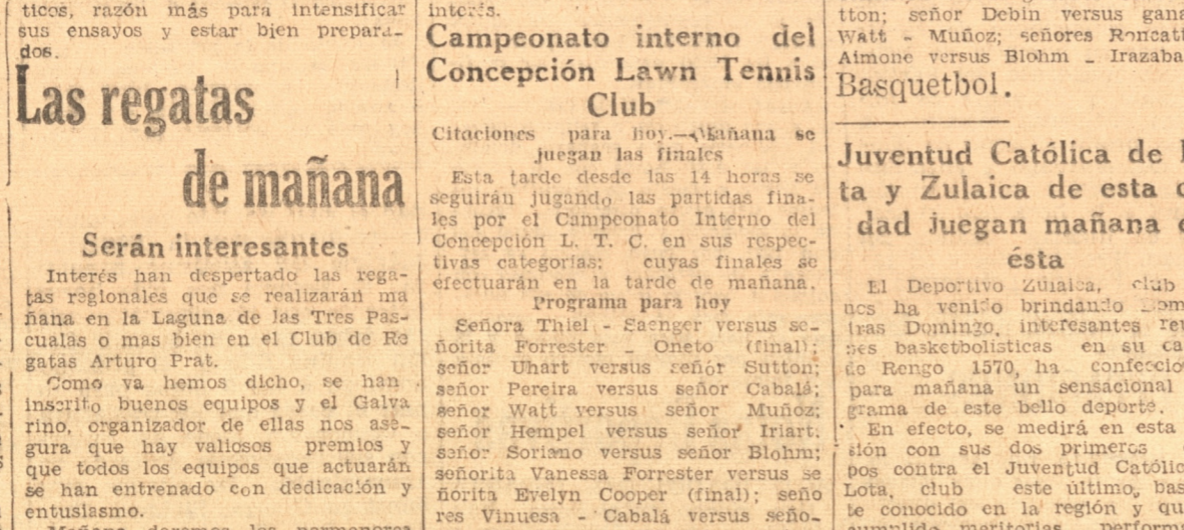 ticos, razón más para intensificar
sus ensayos y estar bien prepara-
dos.
Las regatas
de mañana
Serán interesantes
Interés han despertado las rega-
tas regionales que se realizarán ma
ñana en la Laguna de las Tres Pas-
cualas o mas bien en el Club de Re
gatas Arturo Prat.
Como ya hemos dicho, se han
inscrito buenos equipos y el Galva
rino, organizador de ellas nos ase-
gura que hay valiosos premios y
que todos los equipos que actuarán
se han entrenado con dedicación y
entusiasmo.
interés.
Campeonato interno del
Concepción Lawn Tennis
Club
Citaciones para hoy.—Mañana se
juegan las finales
Esta tarde desde las 14 horas se
seguirán jugando las partidas fina-
les por el Campeonato Interno del
Concepción L. T. C. en sus respec-
tivas categorías; cuyas finales se
efectuarán en la tarde de mañana.
Programa para hoy
Señora Thiel - Saenger versus se-
ñorita Forrester - Oneto (final);
señor Uhart versus señor Sutton;
señor Pereira versus señor Cabalá;
señor Watt versus señor Muñoz;
señor Hempel versus señor Iriart;
señor Soriano versus señor Blohm;
señorita Vanessa Forrester versus se
ñorita Evelyn Cooper (final); seño
res Vinuesa - Cabalá versus seño-
tton; señor Debin versus gana
Watt - Muñoz; señores Roncatt
Aimone versus Blohm - Irazaba
Basquetbol.
Juventud Católica de
ta y Zulaica de esta
dad juegan mañana
ésta
El Deportivo Zulaica, club
nos ha venido brindando Dom
tras Domingo, interesantes reu
nes basketbolísticas en su ca
de Rengo 1570, ha confeccio
para mañana un sensacional
grama de este bello deporte.
En efecto, se medirá en esta
sión con sus dos primeros
pos contra el Juventud Católic
Lota, club este último, bas
te conocido en la región y qu